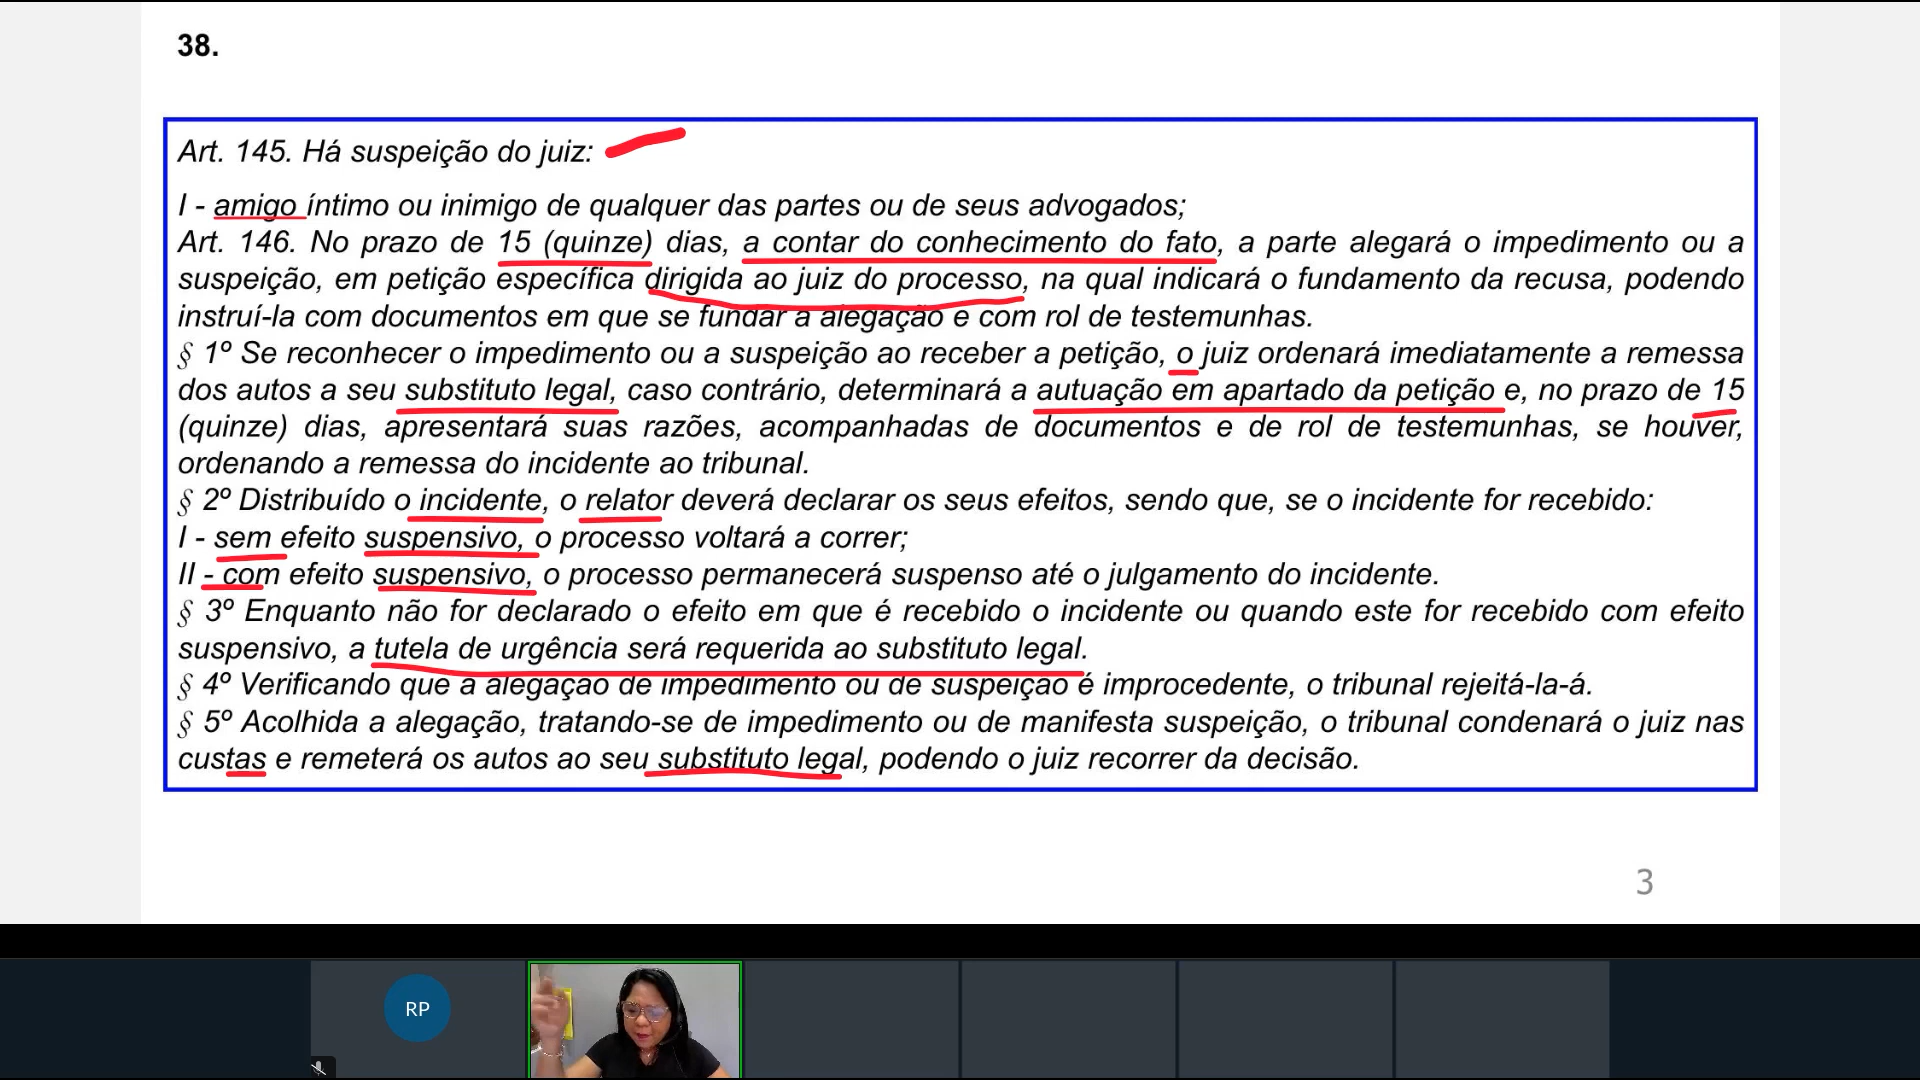 38.
Art. 145. Há suspeição do juiz:
I - amigo íntimo ou inimigo de qualquer das partes ou de seus advogados;
Art. 146. No prazo de 15 (quinze) dias, a contar do conhecimento do fato, a parte alegará o impedimento ou a
suspeição, em petição específica dirigida ao juiz do processo, na qual indicará o fundamento da recusa, podendo
instruí-la com documentos em que se fundar a alegação e com rol de testemunhas.
§ 1º Se reconhecer o impedimento ou a suspeição ao receber a petição, o juiz ordenará imediatamente a remessa
dos autos a seu substituto legal, caso contrário, determinará a autuação em apartado da petição e, no prazo de 15
(quinze) dias, apresentará suas razões, acompanhadas de documentos e de rol de testemunhas, se houver,
ordenando a remessa do incidente ao tribunal.
§ 2º Distribuído o incidente, o relator deverá declarar os seus efeitos, sendo que, se o incidente for recebido:
I - sem efeito suspensivo, o processo voltará a correr;
II - com efeito suspensivo, o processo permanecerá suspenso até o julgamento do incidente.
§ 3º Enquanto não for declarado o efeito em que é recebido o incidente ou quando este for recebido com efeito
suspensivo, a tutela de urgência será requerida ao substituto legal.
§ 4º Verificando que a alegação de impedimento ou de suspeição é improcedente, o tribunal rejeitá-la-á.
§ 5º Acolhida a alegação, tratando-se de impedimento ou de manifesta suspeição, o tribunal condenará o juiz nas
custas e remeterá os autos ao seu substituto legal, podendo o juiz recorrer da decisão.
3
RP